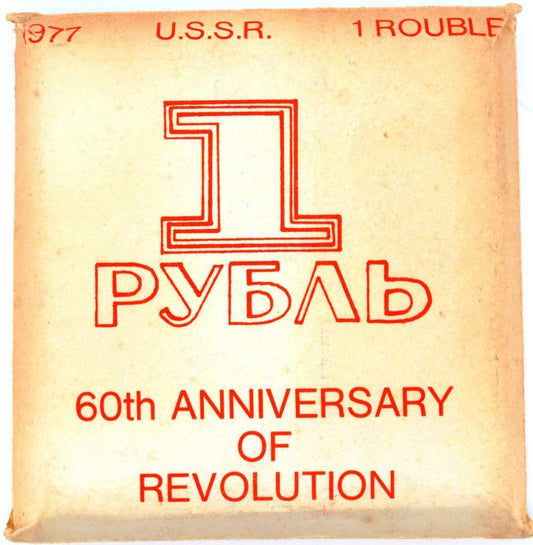 1977 U.S.S.R. 1 ROUBLE
1
РУБЛЬ
60th ANNIVERSARY
OF
REVOLUTION